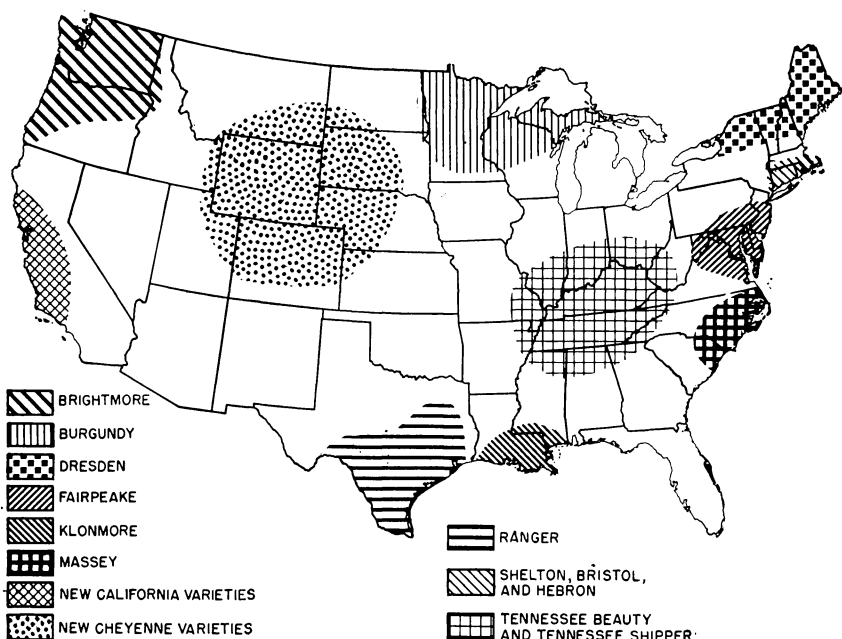 BRIGHTMORE
BURGUNDY
DRESDEN
FAIRPEAKE
KLONMORE
MASSEY
NEW CALIFORNIA VARIETIES
NEW CHEYENNE VARIETIES
RANGER
SHELTON, BRISTOL,
AND HEBRON
TENNESSEE BEAUTY
AND TENNESSEE SHIPPER